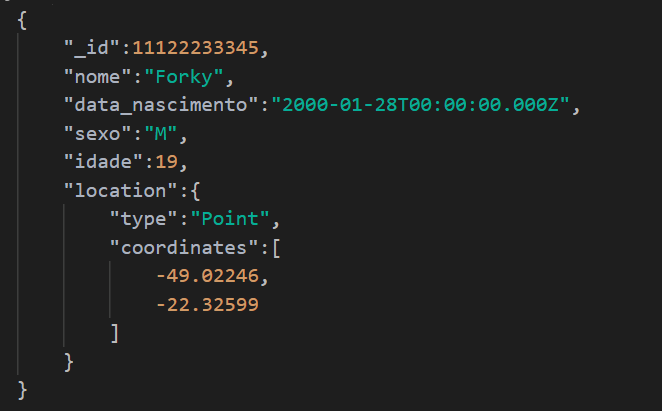 {
"_id":11122233345,
"nome":"Forky",
"data_nascimento":"2000-01-28T00:00:00.000Z",
"sexo":"M",
"idade":19,
"location":{
"type":"Point",
"coordinates":[
-49.02246,
-22.32599
]
}
}